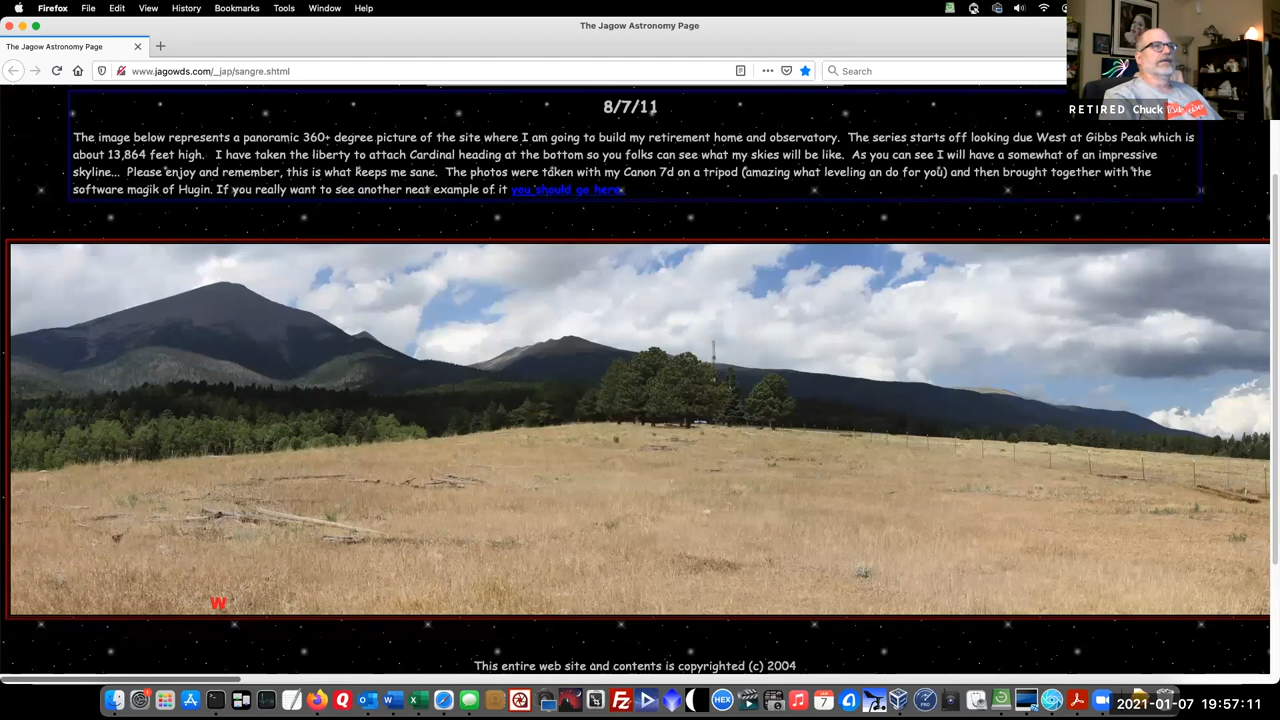 Firefox File Edit View History Bookmarks Tools Window Help
The Jagow Astronomy Page
The Jagow Astronomy Page
www.jagowds.com/_jap/sangre.shtml
Search
RETIRED Chuck
8/7/11
The image below represents a panoramic 360+ degree picture of the site where I am going to build my retirement home and observatory. The series starts off looking due West at Gibbs Peak which is
about 13,864 feet high. I have taken the liberty to attach Cardinal heading at the bottom so you folks can see what my skies will be like. As you can see I will have a somewhat of an impressive
skyline... Please enjoy and remember, this is what keeps me sane. The photos were taken with my Canon 7d on a tripod (amazing what leveling an do for you) and then brought together with the
software magik of Hugin. If you really want to see another neat example of it you should go here.
W
This entire web site and contents is copyrighted (c) 2004
HEX
PRO
7
2021-01-07 19:57:11